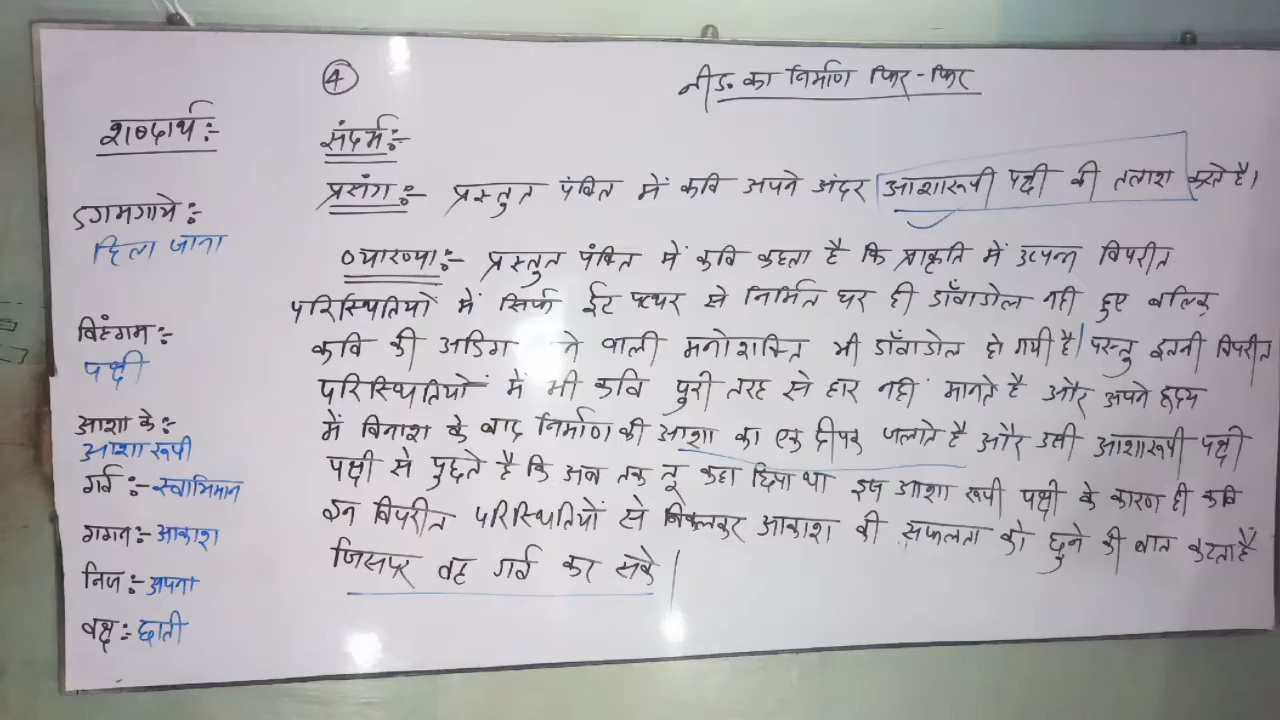 ④
नीड़ का निर्माण फिर-फिर
शब्दार्थ:-
डगमगाये:-
हिला जाना
विहंगम:-
पक्षी
आशा के:-
आशा रूपी
गर्व:- स्वाभिमान
गगन:- आकाश
निज:- अपना
वक्ष:- छाती
संदर्भ:-
प्रसंग:- प्रस्तुत पंक्ति में कवि अपने अंदर आशारूपी पक्षी की तलाश करते है।
व्याख्या:- प्रस्तुत पंक्ति में कवि कहता है कि प्राकृति में उत्पन्न विपरीत
परिस्थितियों में सिर्फ ईट पत्थर से निर्मित घर ही डाँवाडोल नही हुए बल्कि
कवि की अडिग ने वाली मनोशक्ति भी डाँवाडोल हो गयी है। परन्तु इतनी विपरीत
परिस्थितियों में भी कवि पुरी तरह से हार नहीं मानते है और अपने हृदय
में विनाश के बाद निर्माण की आशा का एक दीपक जलाते है और उसी आशारूपी पक्षी
पक्षी से पुछते है कि अब तक तू कहा छिपा था इस आशा रूपी पक्षी के कारण ही कवि
इन विपरीत परिस्थितियों से निकलकर आकाश की सफलता को छुने की बात करता है
जिसपर वह गर्व कर सके।